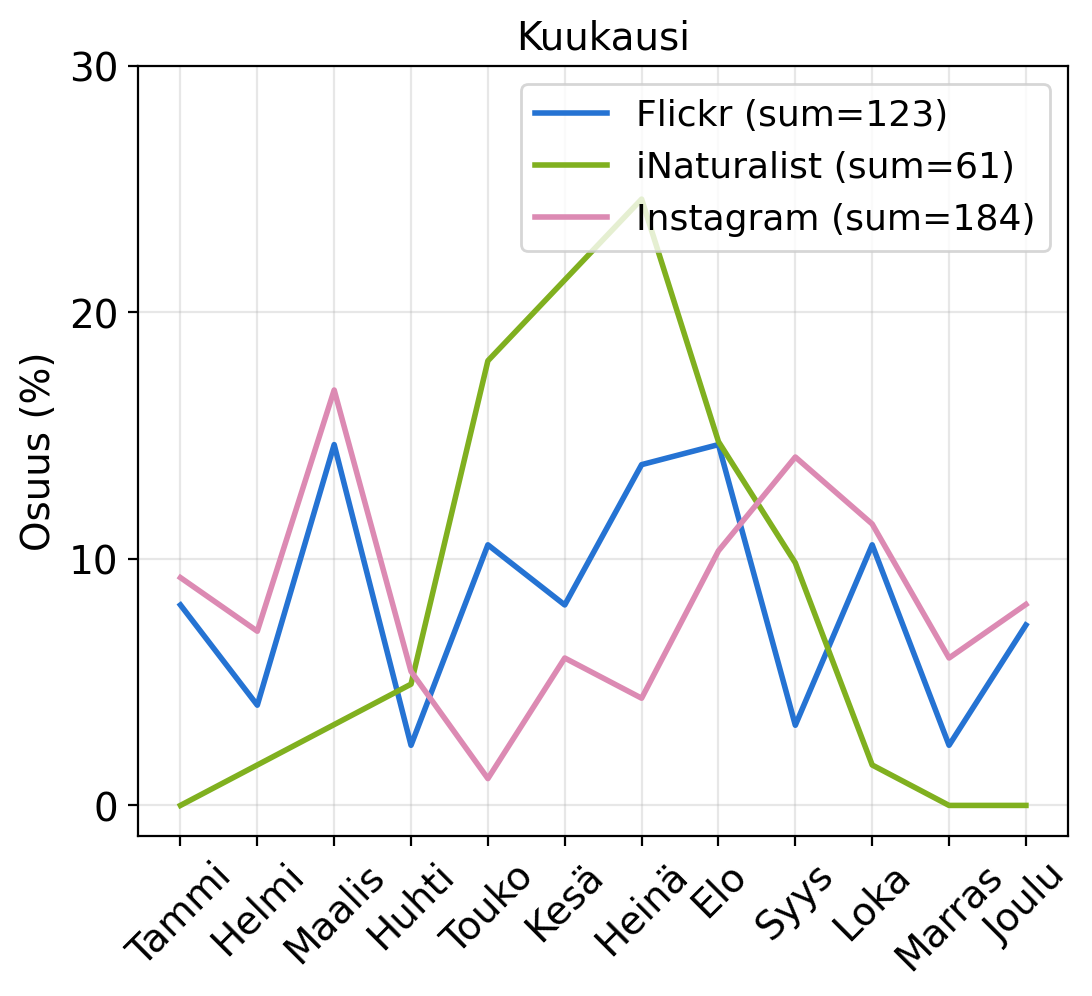 Kuukausi
30
20
10
0
Osuus (%)
Flickr (sum=123)
iNaturalist (sum=61)
Instagram (sum=184)
Tammi
Helmi
Maalis
Huhti
Touko
Kesä
Heinä
Elo
Syys
Loka
Marras
Joulu